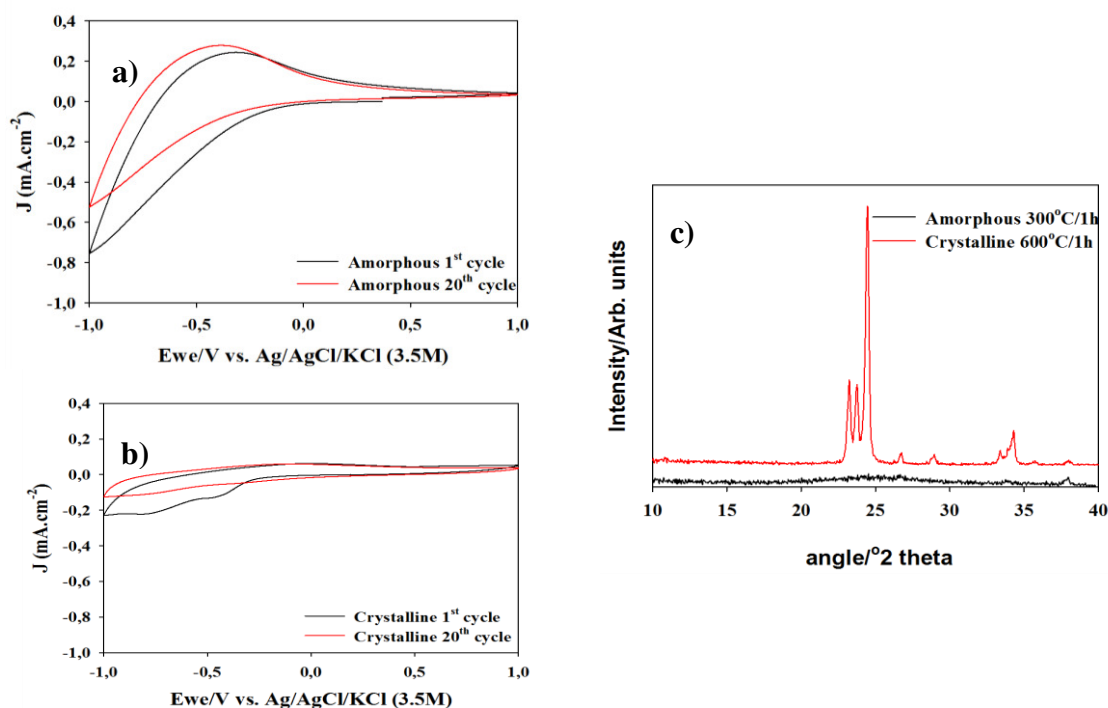 a)
0,4
0,2
0,0
-0,2
-0,4
-0,6
-0,8
-1,0
J (mA.cm⁻²)
Amorphous 1ˢᵗ cycle
Amorphous 20ᵗʰ cycle
-1,0 -0,5 0,0 0,5 1,0
Ewe/V vs. Ag/AgCl/KCl (3.5M)
b)
0,4
0,2
0,0
-0,2
-0,4
-0,6
-0,8
-1,0
J (mA.cm⁻²)
Crystalline 1ˢᵗ cycle
Crystalline 20ᵗʰ cycle
-1,0 -0,5 0,0 0,5 1,0
Ewe/V vs. Ag/AgCl/KCl (3.5M)
c)
Amorphous 300°C/1h
Crystalline 600°C/1h
Intensity/Arb. units
10 15 20 25 30 35 40
angle/°2 theta